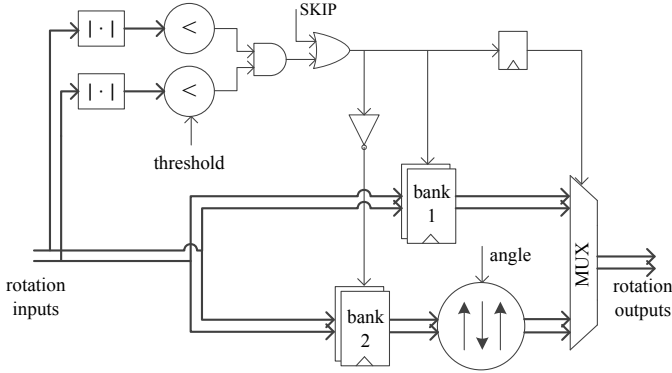 SKIP
|·|
<
|·|
<
threshold
bank
1
angle
MUX
rotation
inputs
rotation
outputs
bank
2